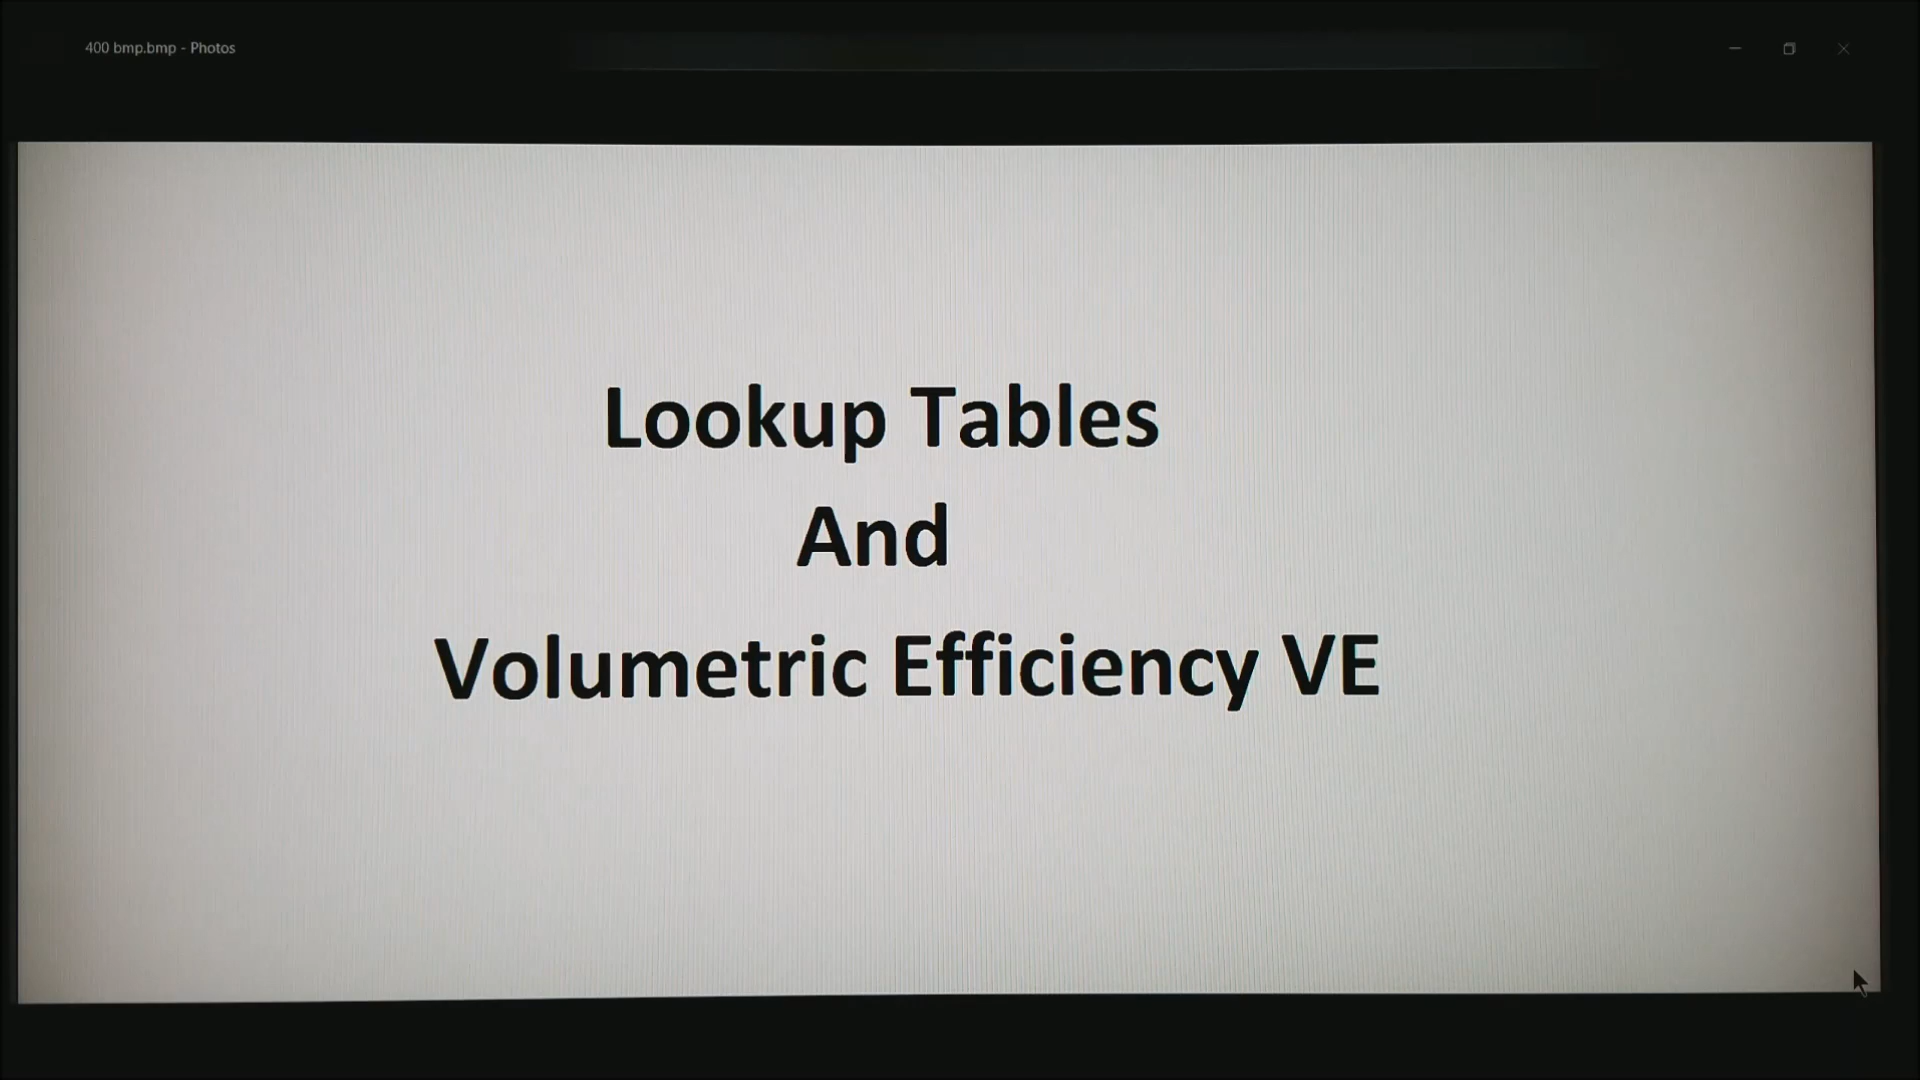 400 bmp.bmp - Photos
Lookup Tables
And
Volumetric Efficiency VE